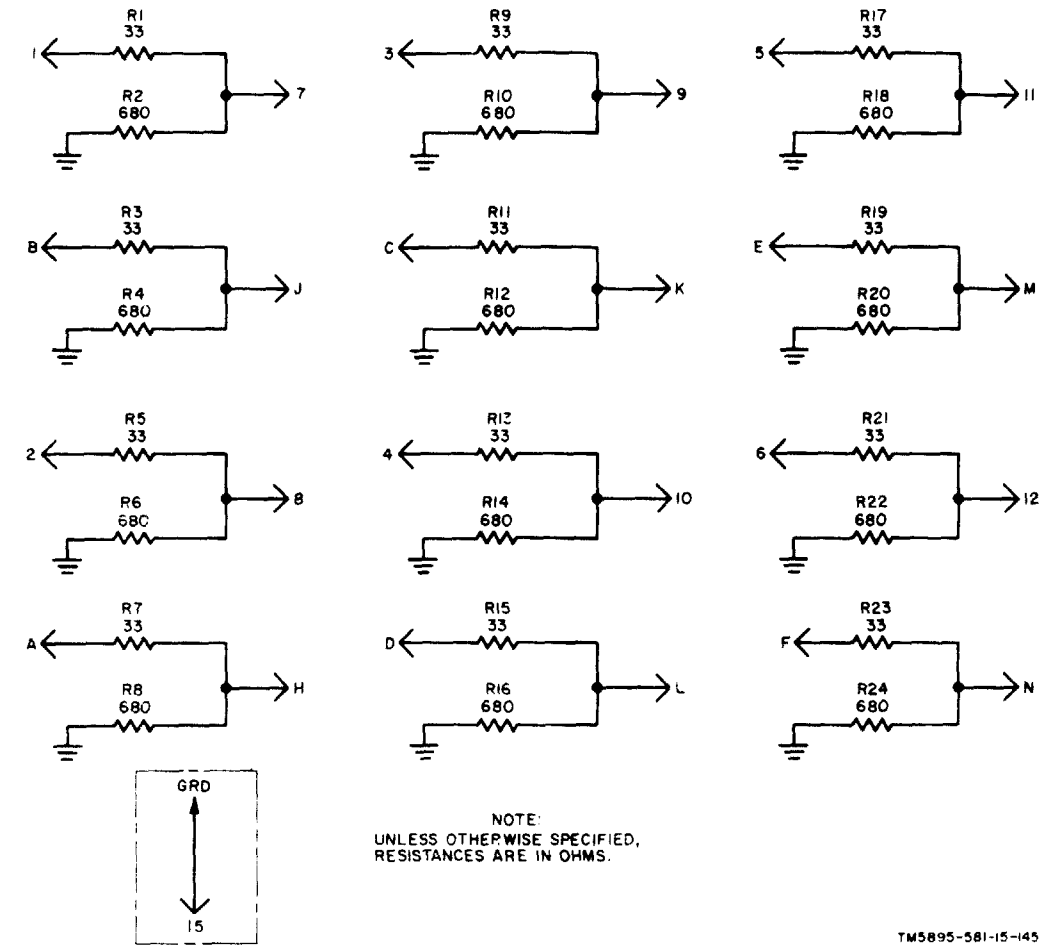 R1
33
1
7
R2
680
R9
33
3
9
R10
680
R17
33
5
11
R18
680
R3
33
B
J
R4
680
R11
33
C
K
R12
680
R19
33
E
M
R20
680
R5
33
2
8
R6
680
R13
33
4
10
R14
680
R21
33
6
12
R22
680
R7
33
A
H
R8
680
R15
33
D
L
R16
680
R23
33
F
N
R24
680
GRD
15
NOTE:
UNLESS OTHERWISE SPECIFIED,
RESISTANCES ARE IN OHMS.
TM5895-581-15-145